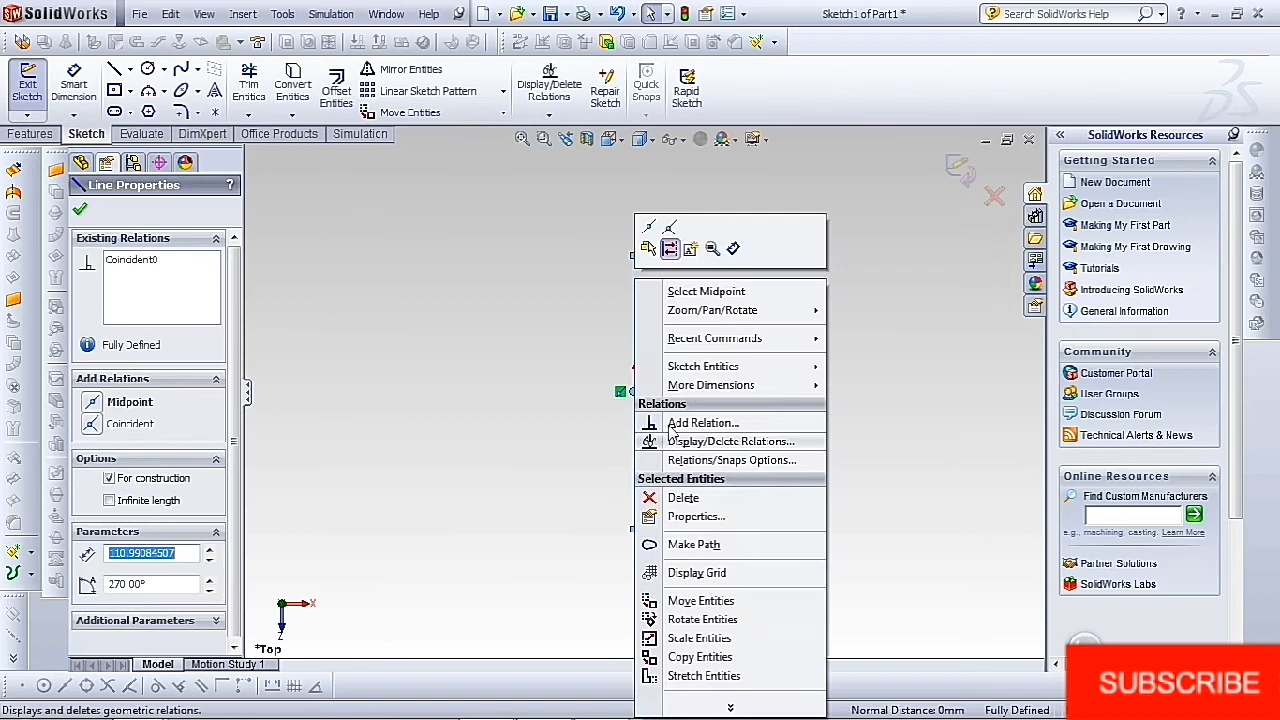 SolidWorks File Edit View Insert Tools Simulation Window Help Sketch1 of Part1 * Search SolidWorks Help
Exit Sketch
Smart Dimension
Trim Entities
Convert Entities
Offset Entities
Mirror Entities
Linear Sketch Pattern
Move Entities
Display/Delete Relations
Repair Sketch
Quick Snaps
Rapid Sketch
Features Sketch Evaluate DimXpert Office Products Simulation
Line Properties ?
Existing Relations
Coincident0
Fully Defined
Add Relations
Midpoint
Coincident
Options
For construction
Infinite length
Parameters
110.99084507
270.00°
Additional Parameters
Select Midpoint
Zoom/Pan/Rotate
Recent Commands
Sketch Entities
More Dimensions
Relations
Add Relation...
Display/Delete Relations...
Relations/Snaps Options...
Selected Entities
Delete
Properties...
Make Path
Display Grid
Move Entities
Rotate Entities
Scale Entities
Copy Entities
Stretch Entities
X
Z
*Top
SolidWorks Resources
Getting Started
New Document
Open a Document
Making My First Part
Making My First Drawing
Tutorials
Introducing SolidWorks
General Information
Community
Customer Portal
User Groups
Discussion Forum
Technical Alerts & News
Online Resources
Find Custom Manufacturers
e.g., machining, casting. Learn More
Partner Solutions
SolidWorks Labs
SUBSCRIBE
Model Motion Study 1
Displays and deletes geometric relations. Normal Distance: 0mm Fully Defined